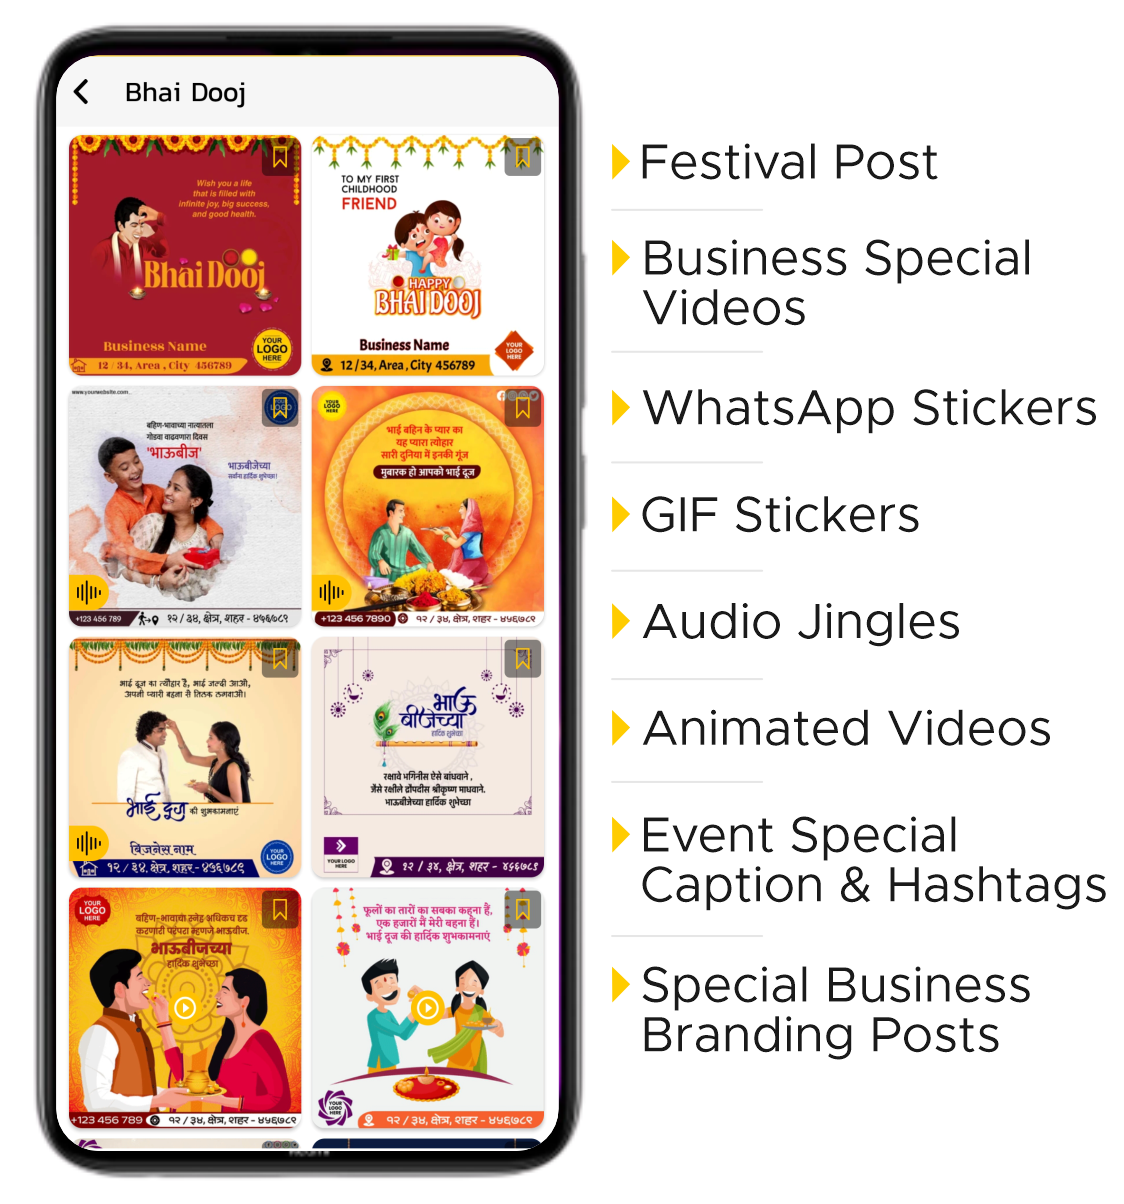 Bhai Dooj
Wish you a life
that is filled with
infinite joy, big success,
and good health.
Bhai Dooj
Business Name
12 / 34, Area , City 456789
YOUR
LOGO
HERE
TO MY FIRST
CHILDHOOD
FRIEND
HAPPY
BHAI DOOJ
Business Name
12 / 34, Area , City 456789
YOUR
LOGO
HERE
www.yourwebsite.com
LOGO
बहिण-भावाच्या नात्यातला
गोडवा वाढवणारा दिवस
'भाऊबीज'
भाऊबीजेच्या
सर्वांना हार्दिक शुभेच्छा!
+123 456 789
१२ / ३४, क्षेत्र, शहर - ४५६७८९
YOUR
LOGO
HERE
भाई बहिन के प्यार का
यह प्यारा त्योहार
सारी दुनिया में इनकी गूंज
मुबारक हो आपको भाई दूज
+123 456 7890
१२ / ३४, क्षेत्र, शहर - ४५६७८९
भाई दूज का त्यौहार है, भाई जल्दी आओ,
अपनी प्यारी बहना से तिलक लगवाओ।
भाई दूज की शुभकामनाएं
बिजनेस नाम
१२ / ३४, क्षेत्र, शहर - ४५६७८९
YOUR
LOGO
HERE
भाऊ
बीजेच्या
हार्दिक शुभेच्छा
रक्षावे भगिनीस ऐसे बांधवाने ,
जैसे रक्षीले द्रौपदीस श्रीकृष्ण माधवाने.
भाऊबीजेच्या हार्दिक शुभेच्छा
YOUR LOGO
HERE
१२ / ३४, क्षेत्र, शहर - ४५६७८९
YOUR
LOGO
HERE
बहिण-भावाचं स्नेह अधिकच दृढ
करणारी परंपरा म्हणजे भाऊबीज.
भाऊबीजच्या
हार्दिक शुभेच्छा
+123 456 789
१२ / ३४, क्षेत्र, शहर - ४५६७८९
फूलों का तारों का सबका कहना हैं,
एक हजारों मैं मेरी बहना हैं।
भाई दूज की हार्दिक शुभकामनाएं
YOUR
LOGO
HERE
१२ / ३४, क्षेत्र, शहर - ४५६७८९
Festival Post
Business Special
Videos
WhatsApp Stickers
GIF Stickers
Audio Jingles
Animated Videos
Event Special
Caption & Hashtags
Special Business
Branding Posts